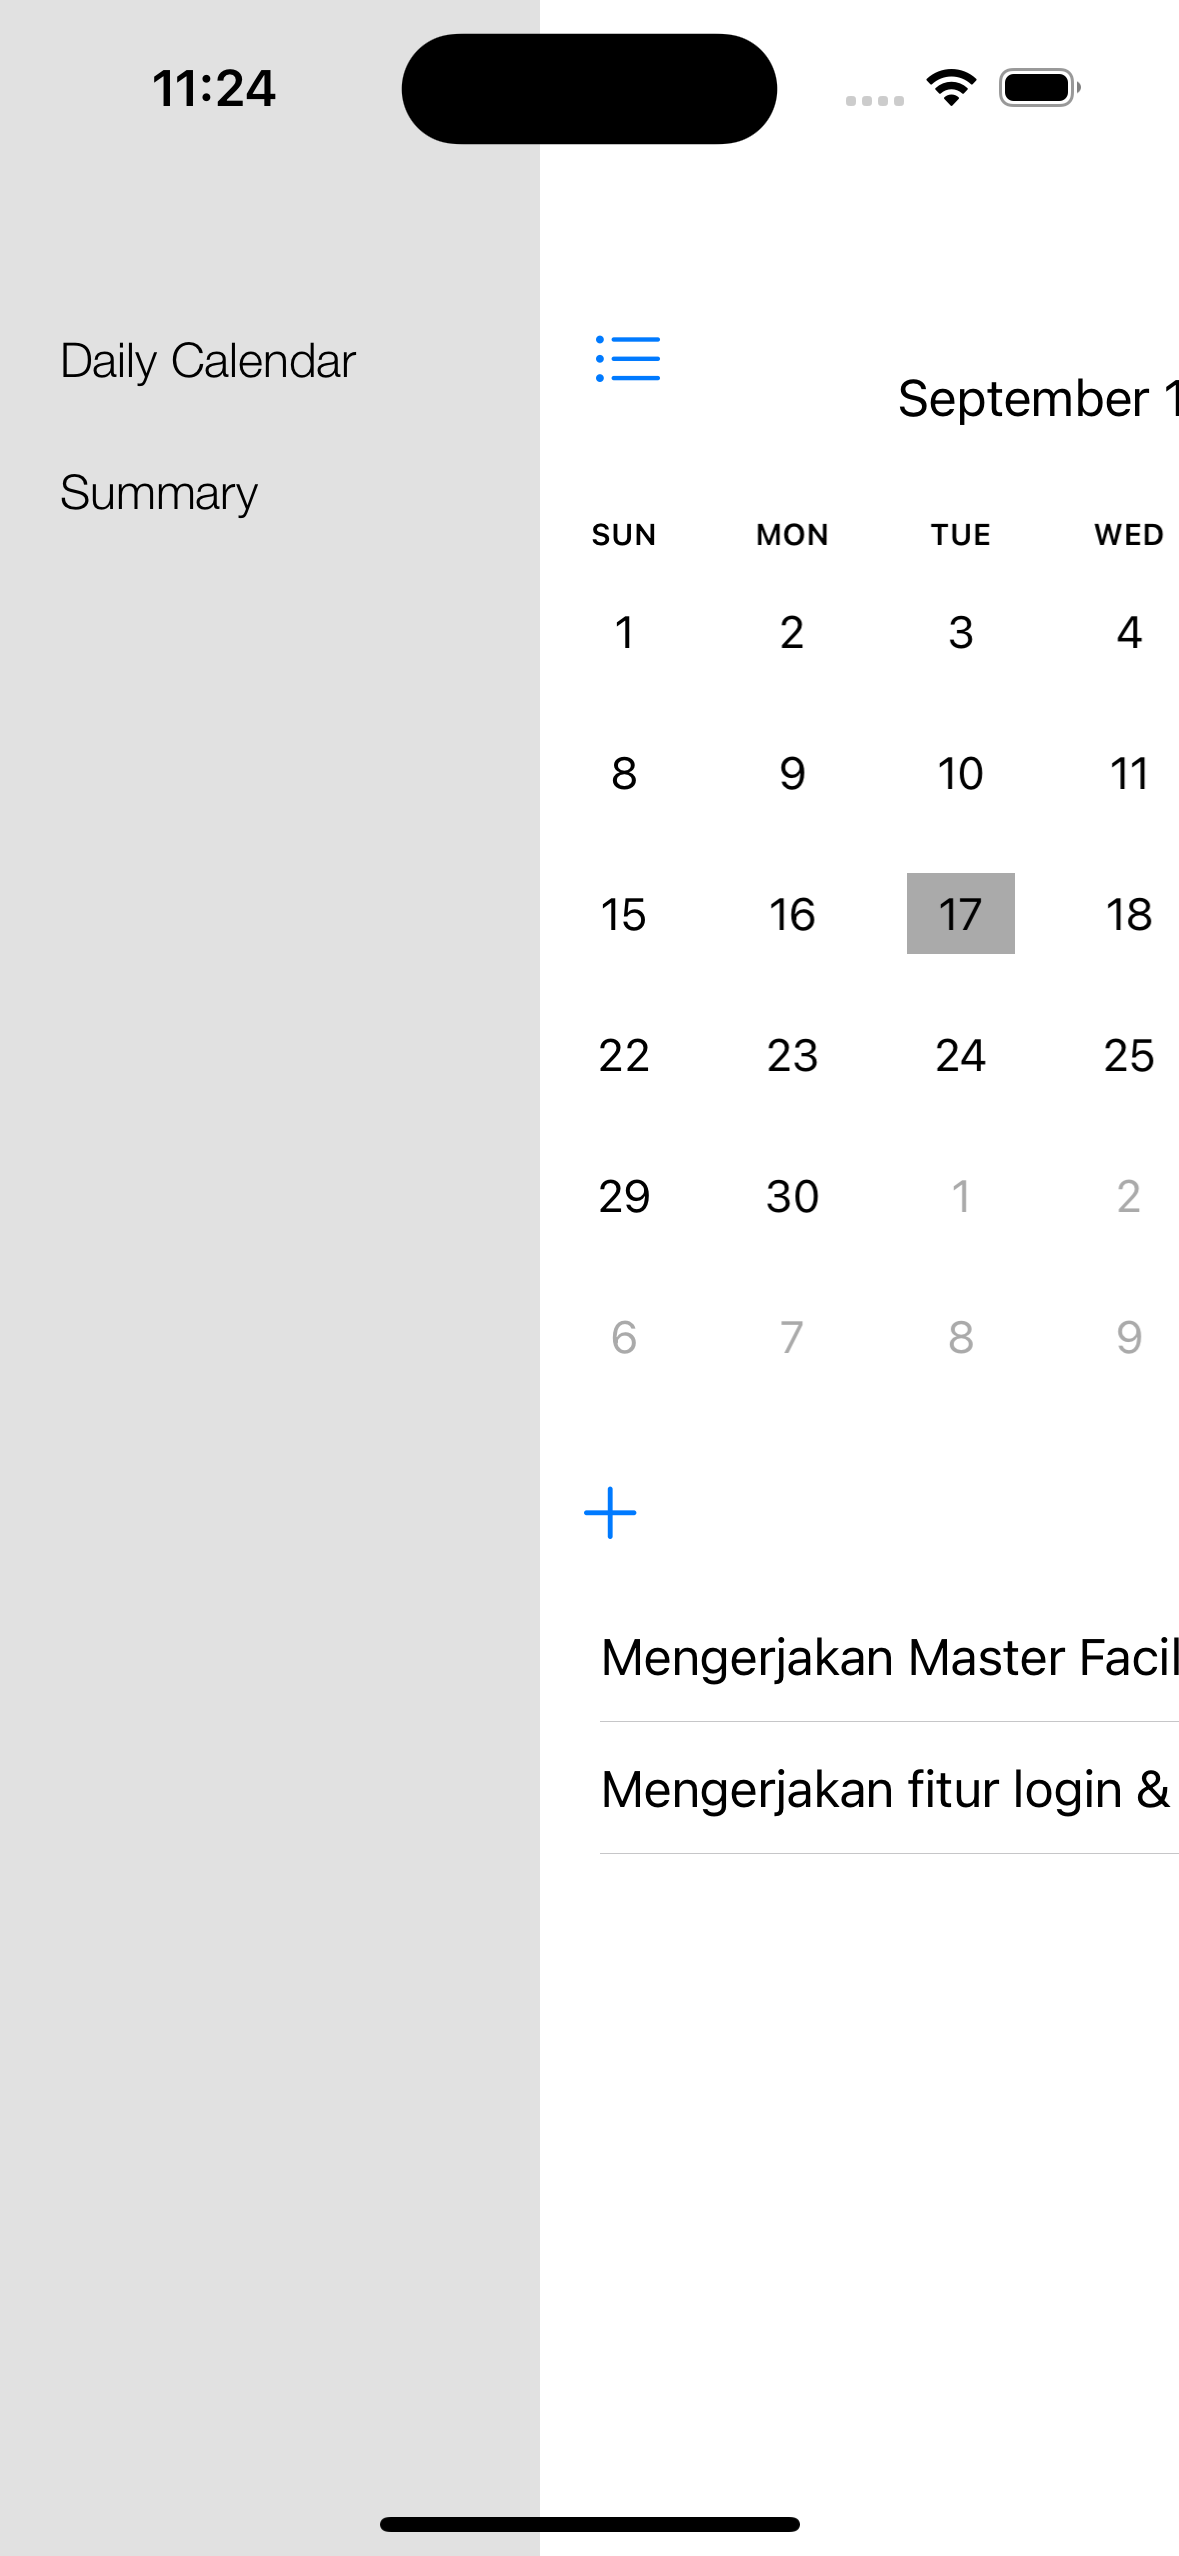 11:24
Daily Calendar
Summary
September 1
SUN MON TUE WED
1 2 3 4
8 9 10 11
15 16 17 18
22 23 24 25
29 30 1 2
6 7 8 9
Mengerjakan Master Facil
Mengerjakan fitur login &